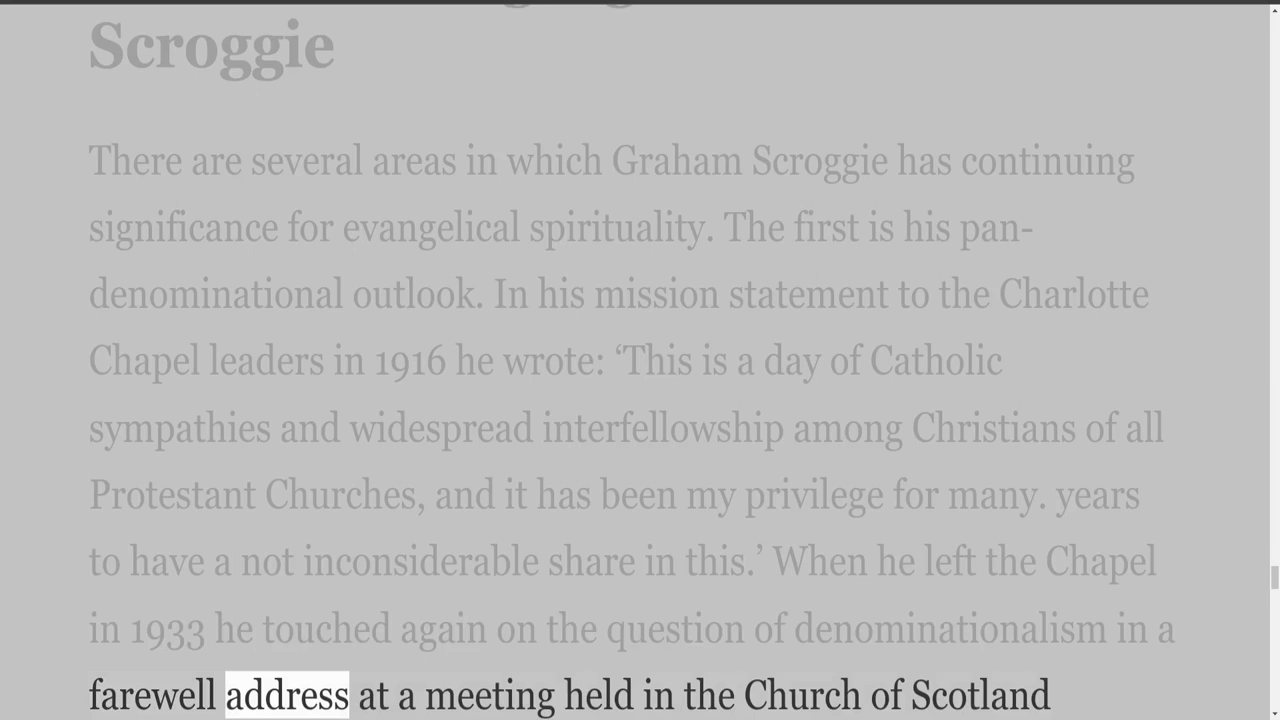 Scroggie
There are several areas in which Graham Scroggie has continuing
significance for evangelical spirituality. The first is his pan-
denominational outlook. In his mission statement to the Charlotte
Chapel leaders in 1916 he wrote: ‘This is a day of Catholic
sympathies and widespread interfellowship among Christians of all
Protestant Churches, and it has been my privilege for many. years
to have a not inconsiderable share in this.’ When he left the Chapel
in 1933 he touched again on the question of denominationalism in a
farewell address at a meeting held in the Church of Scotland